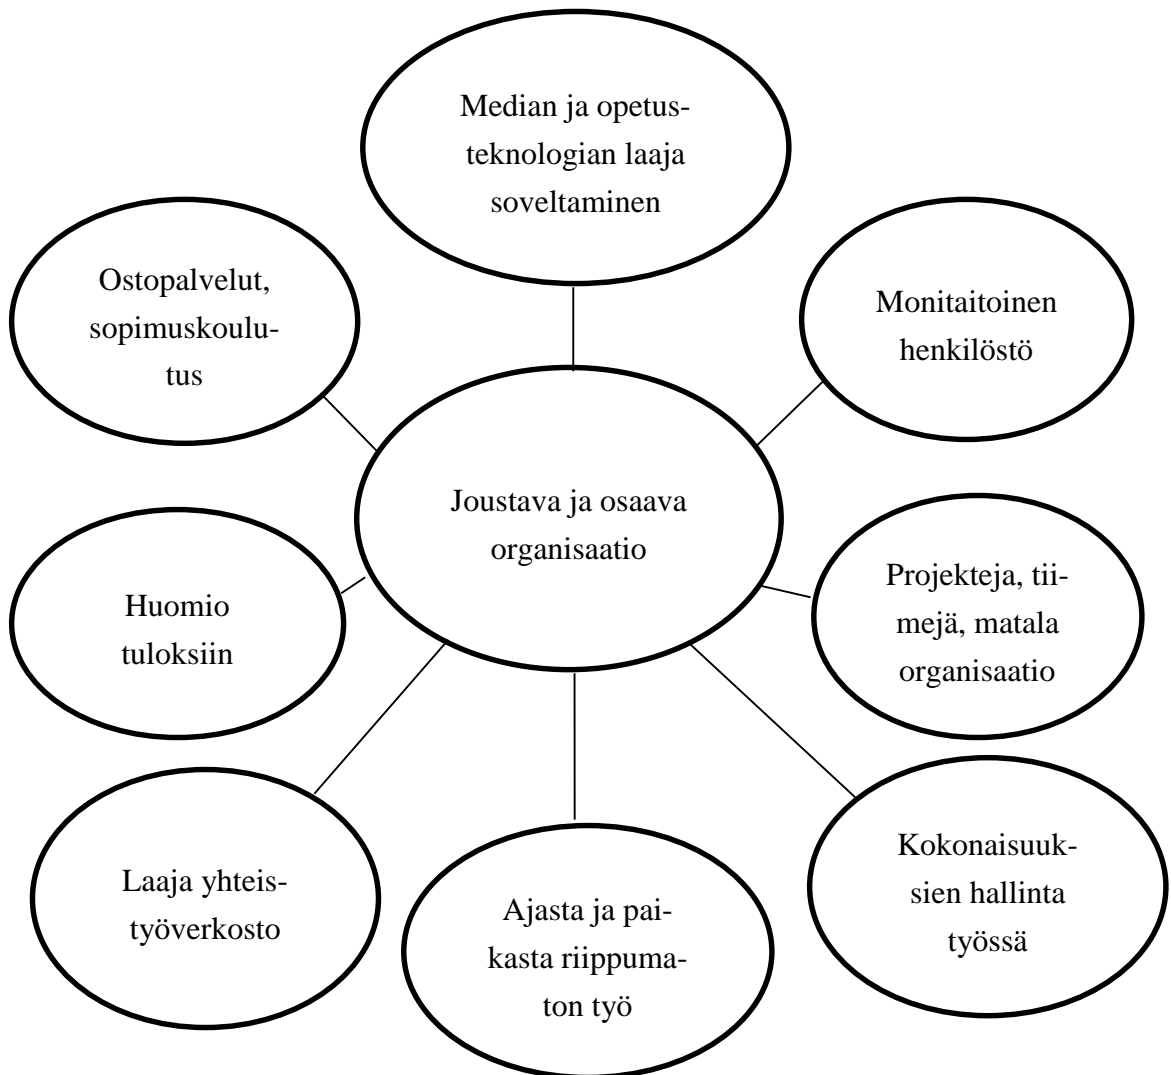 Median ja opetus-
teknologian laaja
soveltaminen
Ostopalvelut,
sopimuskoulu-
tus
Monitaitoinen
henkilöstö
Joustava ja osaava
organisaatio
Huomio
tuloksiin
Projekteja, tii-
mejä, matala
organisaatio
Laaja yhteis-
työverkosto
Ajasta ja pai-
kasta riippuma-
ton työ
Kokonaisuuk-
sien hallinta
työssä